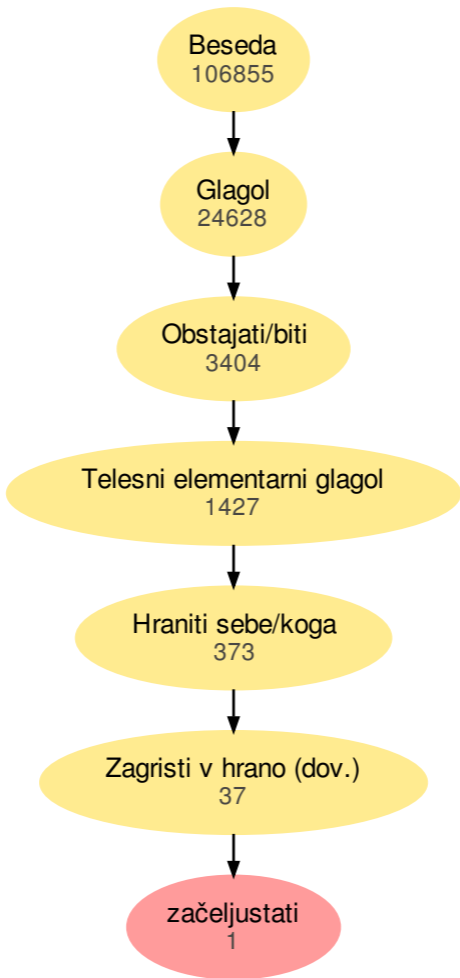 Beseda
106855
Glagol
24628
Obstajati/biti
3404
Telesni elementarni glagol
1427
Hraniti sebe/koga
373
Zagristi v hrano (dov.)
37
začeljustati
1